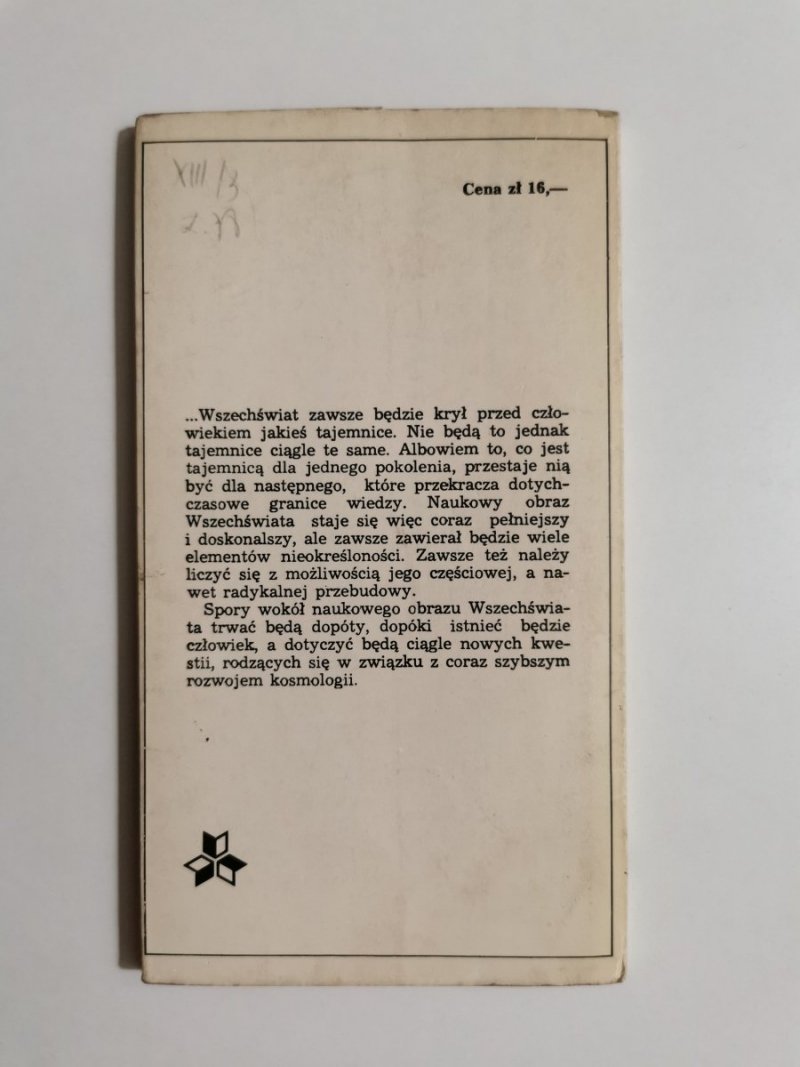 XIII/3
Cena zł 16,—
...Wszechświat zawsze będzie krył przed czło-
wiekiem jakieś tajemnice. Nie będą to jednak
tajemnice ciągle te same. Albowiem to, co jest
tajemnicą dla jednego pokolenia, przestaje nią
być dla następnego, które przekracza dotych-
czasowe granice wiedzy. Naukowy obraz
Wszechświata staje się więc coraz pełniejszy
i doskonalszy, ale zawsze zawierał będzie wiele
elementów nieokreśloności. Zawsze też należy
liczyć się z możliwością jego częściowej, a na-
wet radykalnej przebudowy.
Spory wokół naukowego obrazu Wszechświa-
ta trwać będą dopóty, dopóki istnieć będzie
człowiek, a dotyczyć będą ciągle nowych kwe-
stii, rodzących się w związku z coraz szybszym
rozwojem kosmologii.